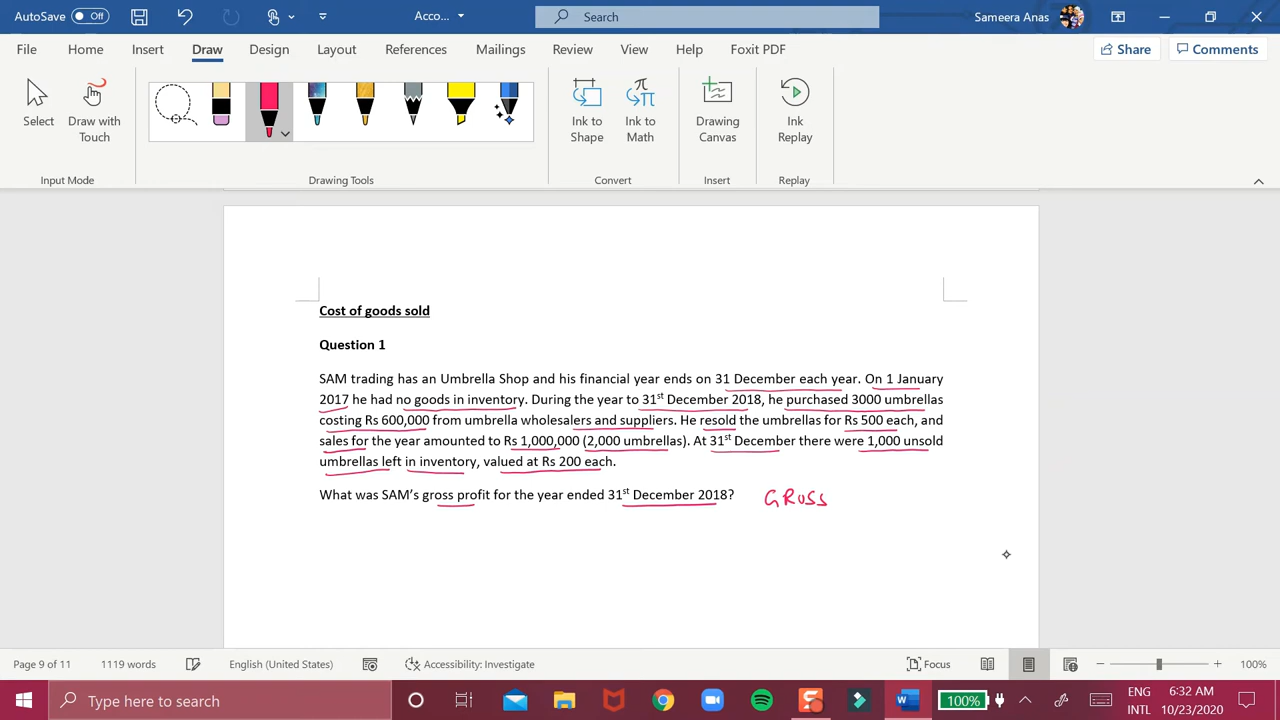 AutoSave Off Acco... Search Sameera Anas
File Home Insert Draw Design Layout References Mailings Review View Help Foxit PDF Share Comments
Select Draw with Touch Ink to Shape Ink to Math Drawing Canvas Ink Replay
Input Mode Drawing Tools Convert Insert Replay
Cost of goods sold
Question 1
SAM trading has an Umbrella Shop and his financial year ends on 31 December each year. On 1 January
2017 he had no goods in inventory. During the year to 31st December 2018, he purchased 3000 umbrellas
costing Rs 600,000 from umbrella wholesalers and suppliers. He resold the umbrellas for Rs 500 each, and
sales for the year amounted to Rs 1,000,000 (2,000 umbrellas). At 31st December there were 1,000 unsold
umbrellas left in inventory, valued at Rs 200 each.
What was SAM's gross profit for the year ended 31st December 2018? GROSS
Page 9 of 11 1119 words English (United States) Accessibility: Investigate Focus 100%
Type here to search 100% ENG INTL 6:32 AM 10/23/2020